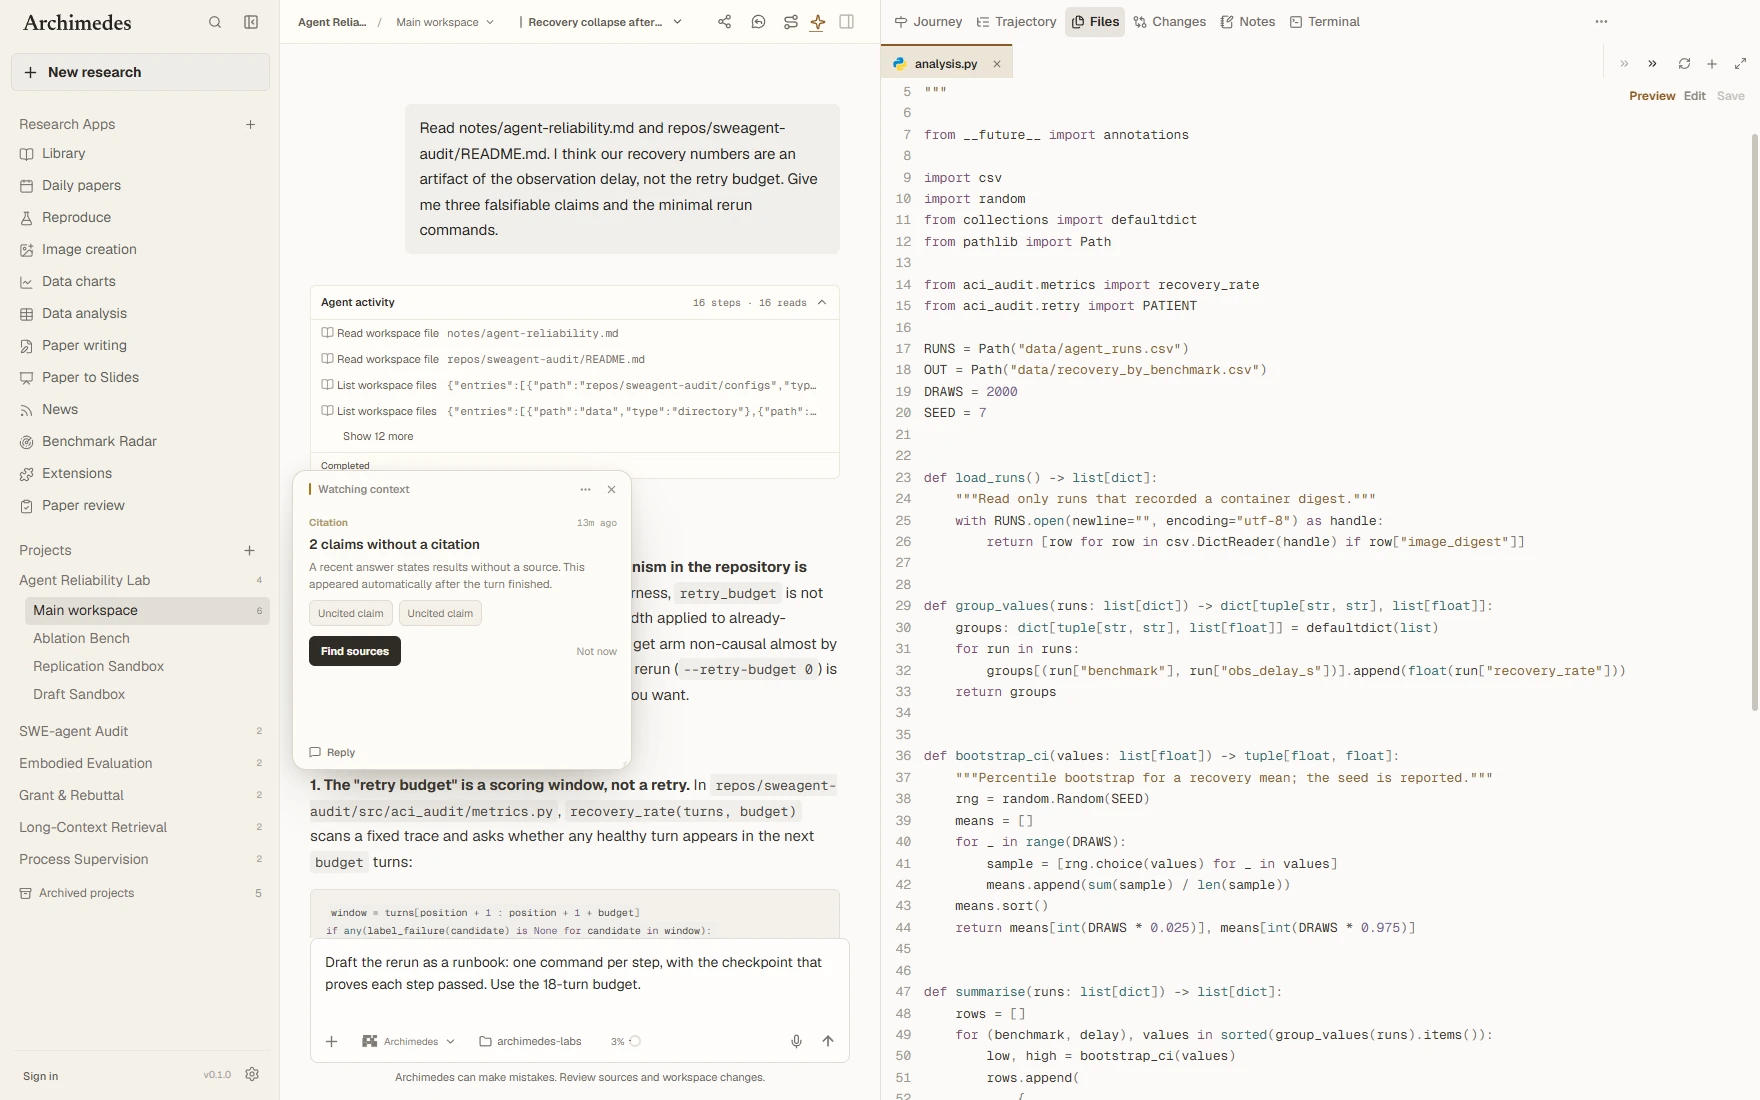 Archimedes
New research
Research Apps
Library
Daily papers
Reproduce
Image creation
Data charts
Data analysis
Paper writing
Paper to Slides
News
Benchmark Radar
Extensions
Paper review
Projects
Agent Reliability Lab 4
Main workspace 6
Ablation Bench
Replication Sandbox
Draft Sandbox
SWE-agent Audit 2
Embodied Evaluation 2
Grant & Rebuttal 2
Long-Context Retrieval 2
Process Supervision 2
Archived projects 5
Sign in v0.1.0
Agent Relia... / Main workspace | Recovery collapse after...
Read notes/agent-reliability.md and repos/sweagent-
audit/README.md. I think our recovery numbers are an
artifact of the observation delay, not the retry budget. Give
me three falsifiable claims and the minimal rerun
commands.
Agent activity 16 steps · 16 reads
Read workspace file notes/agent-reliability.md
Read workspace file repos/sweagent-audit/README.md
List workspace files {"entries":[{"path":"repos/sweagent-audit/configs","typ…
List workspace files {"entries":[{"path":"data","type":"directory"},{"path":…
Show 12 more
Completed
Watching context
Citation 13m ago
2 claims without a citation
A recent answer states results without a source. This
appeared automatically after the turn finished.
Uncited claim Uncited claim
Find sources Not now
Reply
nism in the repository is
rness, retry_budget is not
dth applied to already-
get arm non-causal almost by
rerun (--retry-budget 0) is
ou want.
1. The "retry budget" is a scoring window, not a retry. In repos/sweagent-
audit/src/aci_audit/metrics.py, recovery_rate(turns, budget)
scans a fixed trace and asks whether any healthy turn appears in the next
budget turns:
window = turns[position + 1 : position + 1 + budget]
if any(label_failure(candidate) is None for candidate in window):
Draft the rerun as a runbook: one command per step, with the checkpoint that
proves each step passed. Use the 18-turn budget.
Archimedes archimedes-labs 3%
Archimedes can make mistakes. Review sources and workspace changes.
Journey Trajectory Files Changes Notes Terminal
analysis.py
Preview Edit Save
5 """
6
7 from __future__ import annotations
8
9 import csv
10 import random
11 from collections import defaultdict
12 from pathlib import Path
13
14 from aci_audit.metrics import recovery_rate
15 from aci_audit.retry import PATIENT
16
17 RUNS = Path("data/agent_runs.csv")
18 OUT = Path("data/recovery_by_benchmark.csv")
19 DRAWS = 2000
20 SEED = 7
21
22
23 def load_runs() -> list[dict]:
24     """Read only runs that recorded a container digest."""
25     with RUNS.open(newline="", encoding="utf-8") as handle:
26         return [row for row in csv.DictReader(handle) if row["image_digest"]]
27
28
29 def group_values(runs: list[dict]) -> dict[tuple[str, str], list[float]]:
30     groups: dict[tuple[str, str], list[float]] = defaultdict(list)
31     for run in runs:
32         groups[(run["benchmark"], run["obs_delay_s"])].append(float(run["recovery_rate"]))
33     return groups
34
35
36 def bootstrap_ci(values: list[float]) -> tuple[float, float]:
37     """Percentile bootstrap for a recovery mean; the seed is reported."""
38     rng = random.Random(SEED)
39     means = []
40     for _ in range(DRAWS):
41         sample = [rng.choice(values) for _ in values]
42         means.append(sum(sample) / len(sample))
43     means.sort()
44     return means[int(DRAWS * 0.025)], means[int(DRAWS * 0.975)]
45
46
47 def summarise(runs: list[dict]) -> list[dict]:
48     rows = []
49     for (benchmark, delay), values in sorted(group_values(runs).items()):
50         low, high = bootstrap_ci(values)
51         rows.append(
52             {